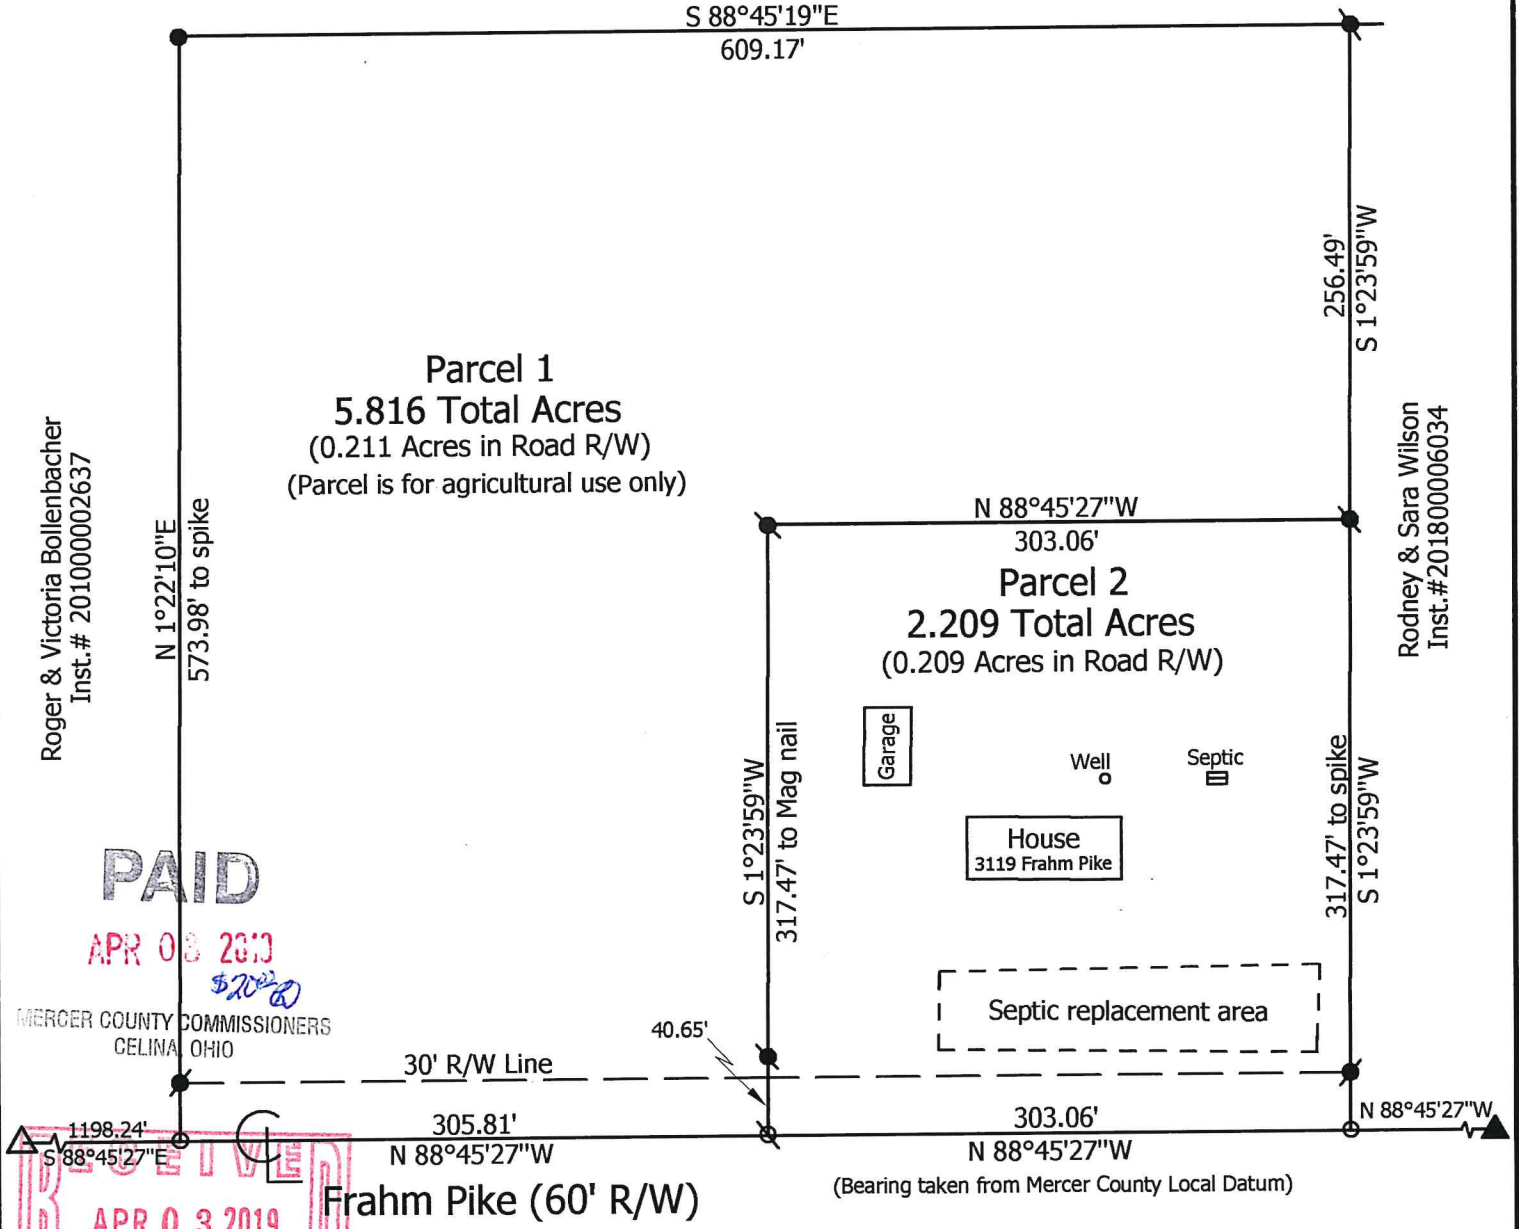 S 88°45'19"E
609.17'
256.49'
S 1°23'59"W
Parcel 1
5.816 Total Acres
(0.211 Acres in Road R/W)
(Parcel is for agricultural use only)
Roger & Victoria Bollenbacher
Inst.# 201000002637
N 1°22'10"E
573.98' to spike
Rodney & Sara Wilson
Inst.#201800006034
N 88°45'27"W
303.06'
Parcel 2
2.209 Total Acres
(0.209 Acres in Road R/W)
Garage
Well
Septic
House
3119 Frahm Pike
S 1°23'59"W
317.47' to Mag nail
317.47' to spike
S 1°23'59"W
PAID
APR 03
MERCER COUNTY COMMISSIONERS
CELINA, OHIO
Septic replacement area
40.65'
30' R/W Line
1198.24'
S 88°45'27"E
CL
305.81'
N 88°45'27"W
303.06'
N 88°45'27"W
N 88°45'27"W
(Bearing taken from Mercer County Local Datum)
Frahm Pike (60' R/W)
RECEIVED
APR 03 2019